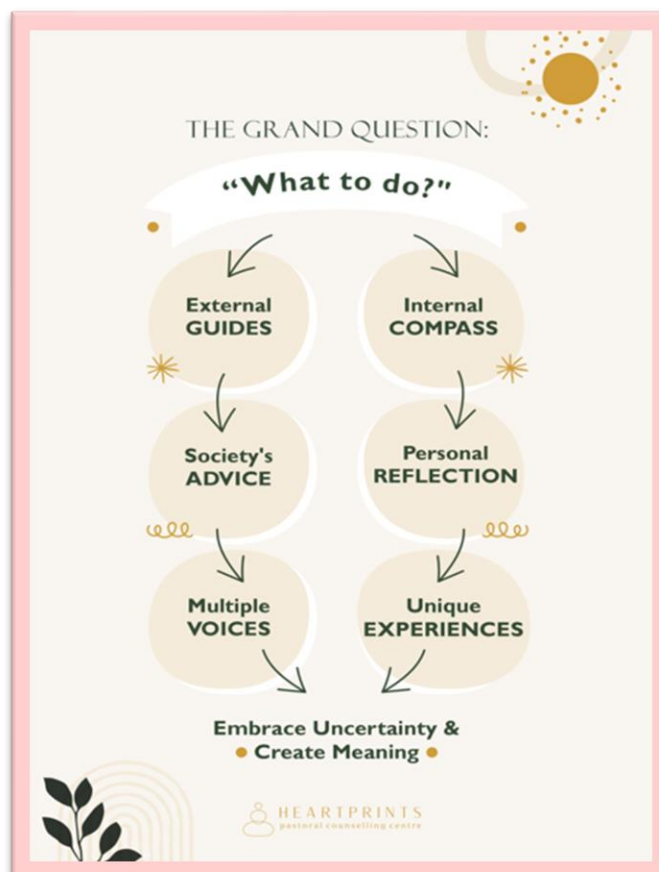 THE GRAND QUESTION:
“What to do?”
External
GUIDES
Internal
COMPASS
Society's
ADVICE
Personal
REFLECTION
Multiple
VOICES
Unique
EXPERIENCES
Embrace Uncertainty &
Create Meaning
HEARTPRINTS
pastoral counselling centre